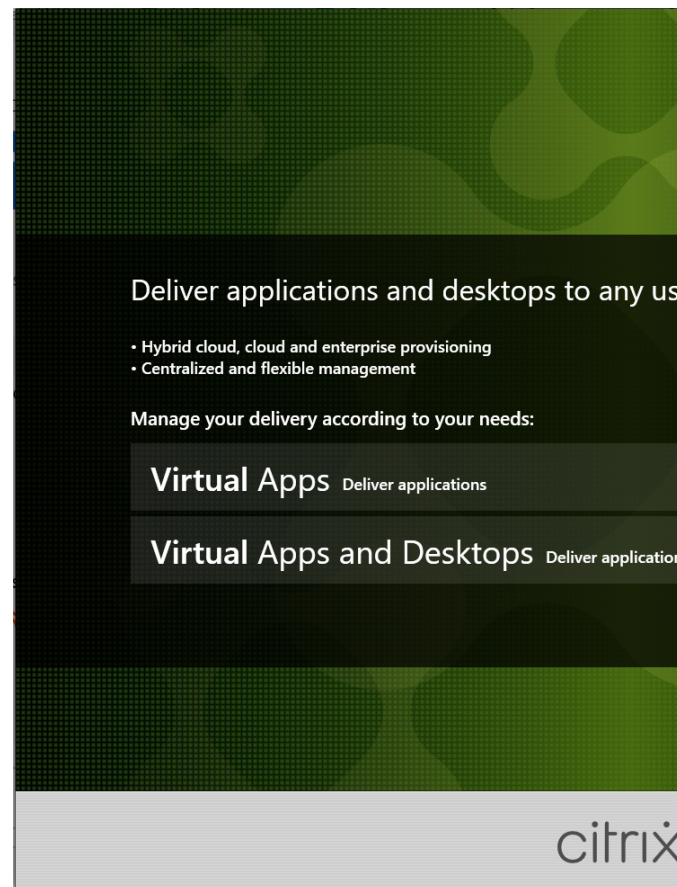 Deliver applications and desktops to any us
• Hybrid cloud, cloud and enterprise provisioning
• Centralized and flexible management
Manage your delivery according to your needs:
Virtual Apps Deliver applications
Virtual Apps and Desktops Deliver application
citrix